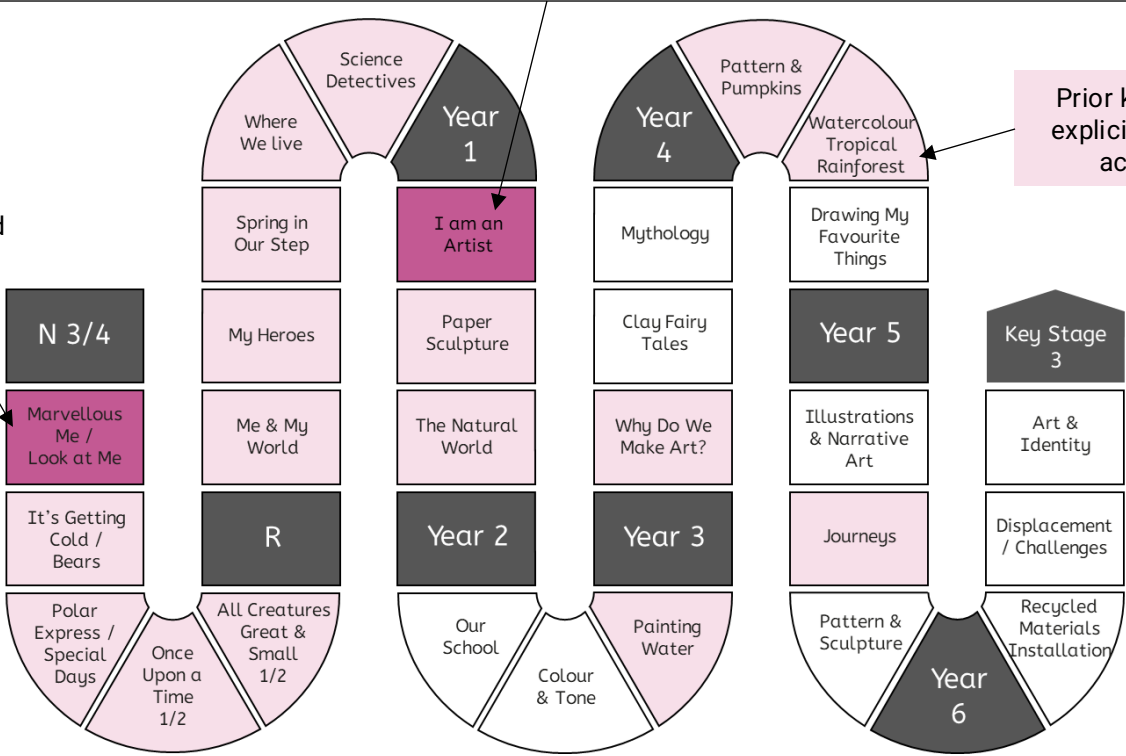 N 3/4
Marvellous
Me /
Look at Me
It's Getting
Cold /
Bears
Polar
Express /
Special
Days
Once
Upon a
Time
1/2
All Creatures
Great &
Small
1/2
R
Me & My
World
My Heroes
Spring in
Our Step
Where
We live
Science
Detectives
Year
1
I am an
Artist
Paper
Sculpture
The Natural
World
Year 2
Our
School
Colour
& Tone
Painting
Water
Year 3
Why Do We
Make Art?
Clay Fairy
Tales
Mythology
Year
4
Pattern &
Pumpkins
Watercolour
Tropical
Rainforest
Prior
Drawing My
Favourite
Things
Year 5
Illustrations
& Narrative
Art
Journeys
Pattern &
Sculpture
Year
6
Recycled
Materials
Installation
Displacement
/ Challenges
Art &
Identity
Key Stage
3